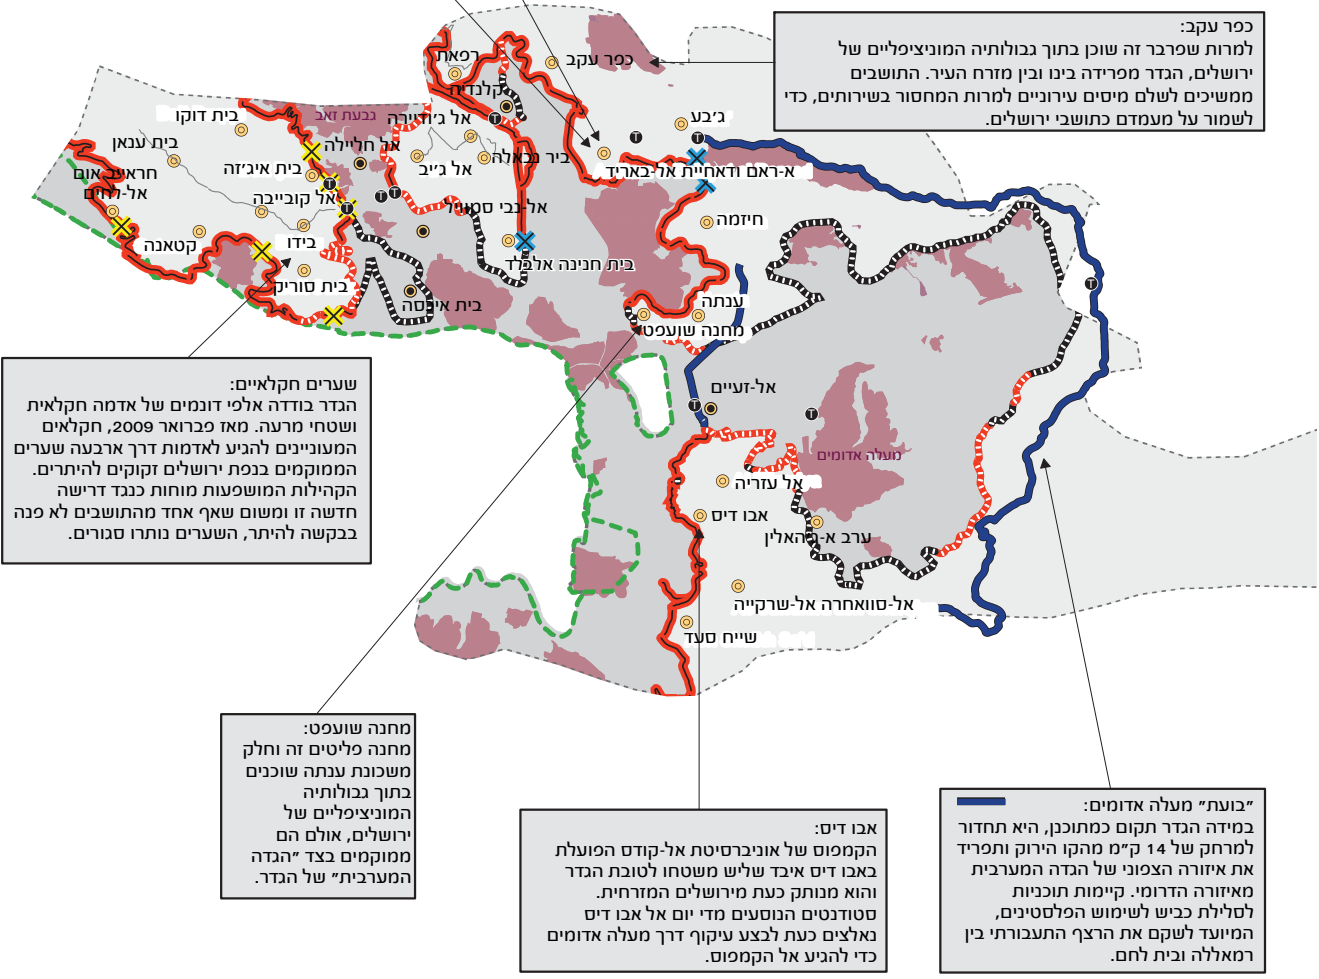 כפר עקב:
למרות שפרבר זה שוכן בתוך גבולותיה המוניציפליים של
ירושלים, הגדר מפרידה בינו ובין מזרח העיר. התושבים
ממשיכים לשלם מיסים עירוניים למרות המחסור בשירותים, כדי
לשמור על מעמדם כתושבי ירושלים.
רפאת
כפר עקב
קלנדיה
גבעת זאב
בית דוקו
אל ג'ודיירה
ג'בע
בית ענאן
אל חליילה
ביר נבאלה
אל ג'יב
א-ראם ודאחיית אל-באריד
בית איג'זה
חראייב אום
אל-לחים
אל קובייבה
אל-נבי סמוויל
חיזמה
קטאנה
בידו
בית חנינה אלבלד
בית סוריק
בית איכסה
ענתה
מחנה שועפט
שערים חקלאיים:
הגדר בודדה אלפי דונמים של אדמה חקלאית
ושטחי מרעה. מאז פברואר 2009, חקלאים
המעוניינים להגיע לאדמות דרך ארבעה שערים
הממוקמים בנפת ירושלים זקוקים להיתרים.
הקהילות המושפעות מוחות כנגד דרישה
חדשה זו ומשום שאף אחד מהתושבים לא פנה
בבקשה להיתר, השערים נותרו סגורים.
אל-זעיים
מעלה אדומים
אל עזריה
אבו דיס
ערב א-ג'האלין
אל-סוואחרה אל-שרקייה
שייח סעד
מחנה שועפט:
מחנה פליטים זה וחלק
משכונת ענתה שוכנים
בתוך גבולותיה
המוניציפליים של
ירושלים, אולם הם
ממוקמים בצד "הגדה
המערבית" של הגדר.
אבו דיס:
הקמפוס של אוניברסיטת אל-קודס הפועלת
באבו דיס איבד שליש משטחו לטובת הגדר
והוא מנותק כעת מירושלים המזרחית.
סטודנטים הנוסעים מדי יום אל אבו דיס
נאלצים כעת לבצע עיקוף דרך מעלה אדומים
כדי להגיע אל הקמפוס.
"בועת" מעלה אדומים:
במידה הגדר תקום כמתוכנן, היא תחדור
למרחק של 14 ק"מ מהקו הירוק ותפריד
את איזורה הצפוני של הגדה המערבית
מאיזורה הדרומי. קיימות תוכניות
לסלילת כביש לשימוש הפלסטינים,
המיועד לשקם את הרצף התעבורתי בין
רמאללה ובית לחם.